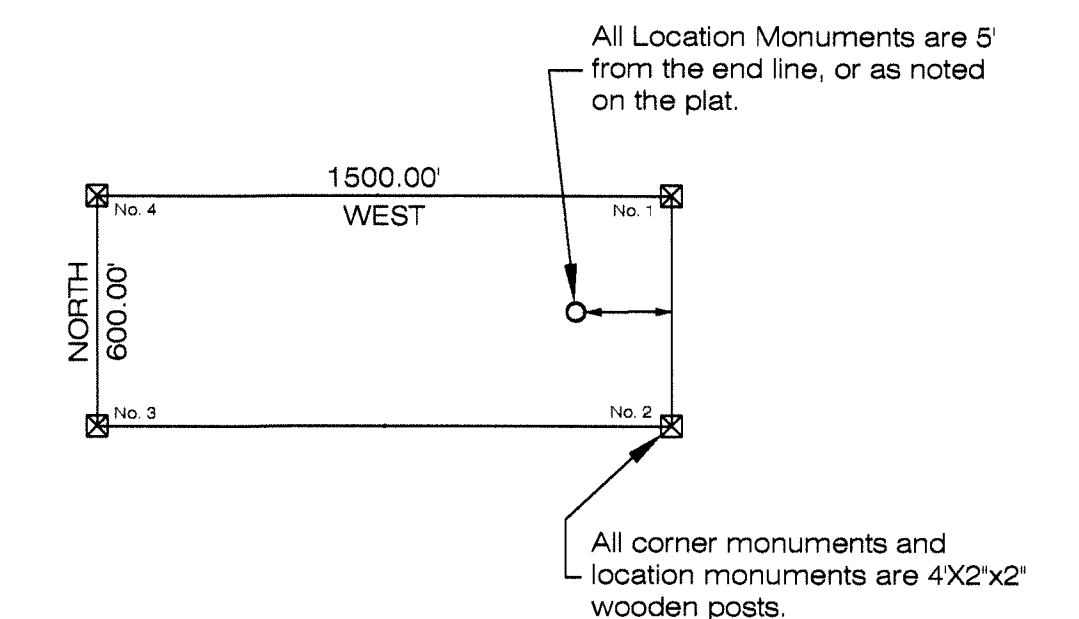 All Location Monuments are 5'
from the end line, or as noted
on the plat.
1500.00'
WEST
No. 4
No. 1
NORTH
600.00'
No. 3
No. 2
All corner monuments and
location monuments are 4'X2"x2"
wooden posts.